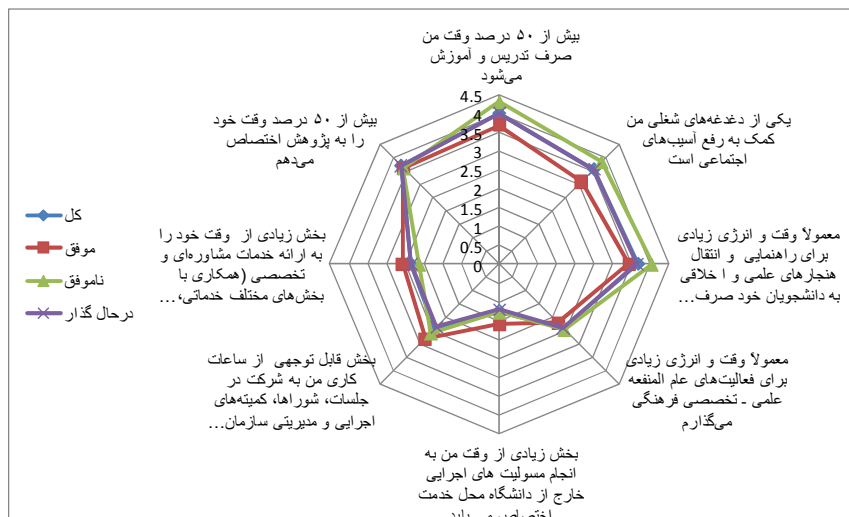 بیش از ۵۰ درصد وقت من
صرف تدریس و آموزش
می‌شود
یکی از دغدغه‌های شغلی من
کمک به رفع آسیب‌های
اجتماعی است
معمولاً وقت و انرژی زیادی
برای راهنمایی و انتقال
هنجارهای علمی و ا خلاقی
به دانشجویان خود صرف...
معمولاً وقت و انرژی زیادی
برای فعالیت‌های عام المنفعه
علمی ـ تخصصی فرهنگی
می‌گذارم
بخش زیادی از وقت من به
انجام مسولیت های اجرایی
خارج از دانشگاه محل خدمت
بخش قابل توجهی از ساعات
کاری من به شرکت در
جلسات، شوراها، کمیته‌های
اجرایی و مدیریتی سازمان...
بخش زیادی از وقت خود را
به ارائه خدمات مشاوره‌ای و
تخصصی (همکاری با
بخش‌های مختلف خدماتی،...
بیش از ۵۰ درصد وقت خود
را به پژوهش اختصاص
می‌دهم
4.5
4
3.5
3
2.5
2
1.5
1
0.5
0
کل
موفق
ناموفق
درحال گذار